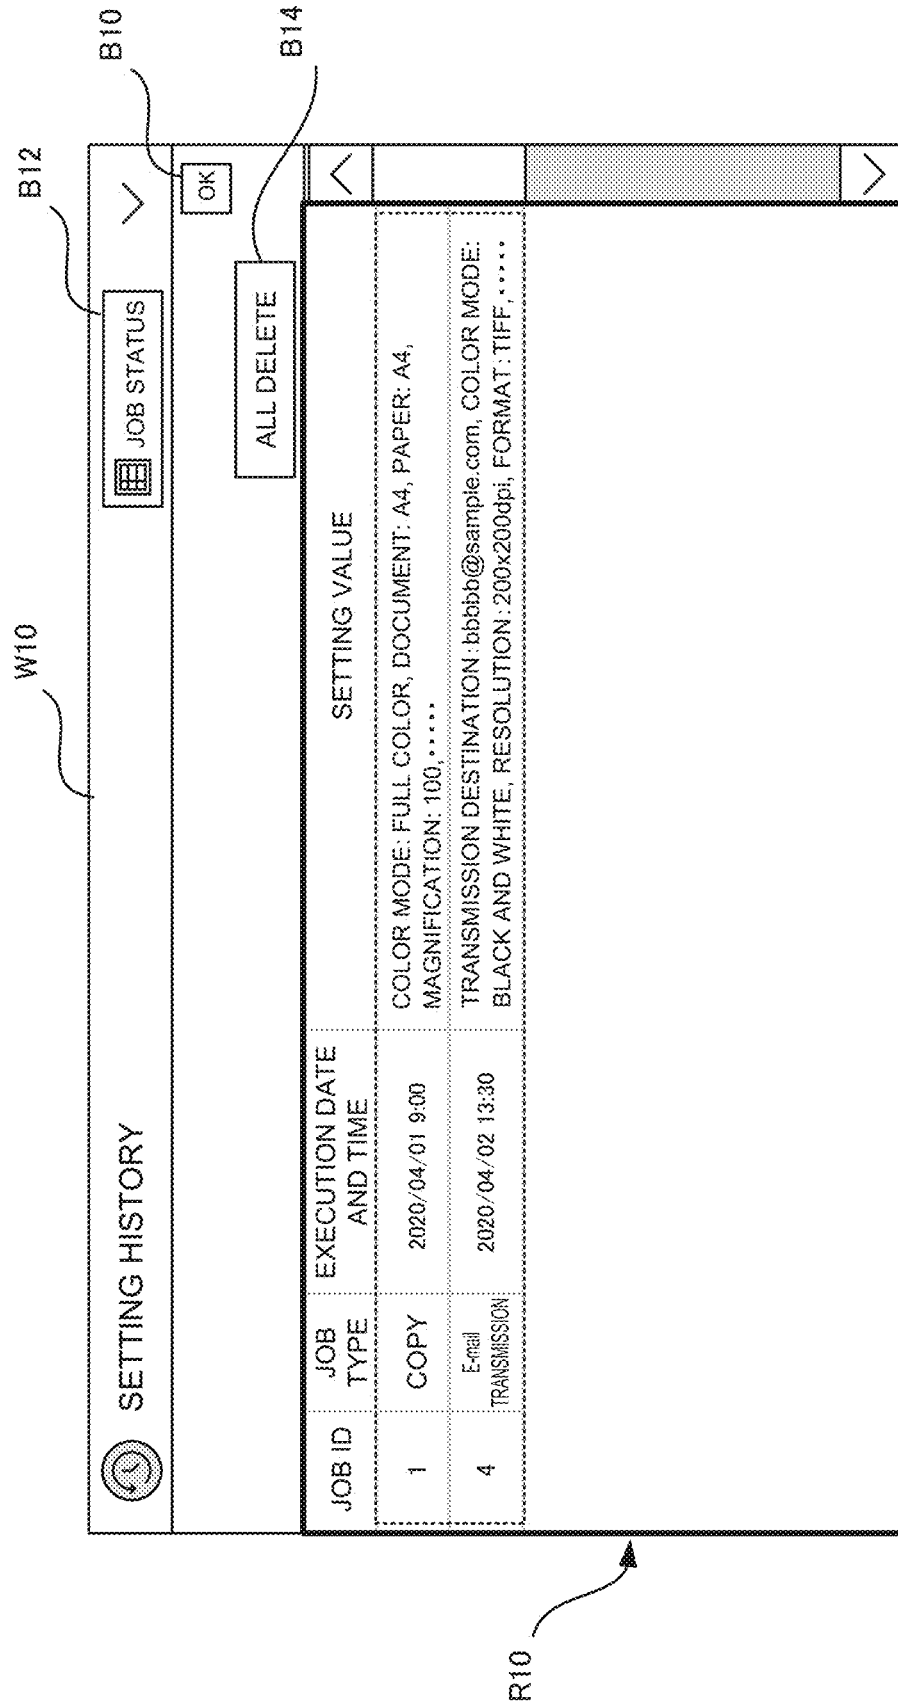 W10
B12
B10
B14
SETTING HISTORY
JOB STATUS
OK
ALL DELETE
JOB ID
JOB
TYPE
EXECUTION DATE
AND TIME
SETTING VALUE
1
COPY
2020/04/01 9:00
COLOR MODE: FULL COLOR, DOCUMENT: A4, PAPER: A4,
MAGNIFICATION: 100,•••••
4
E-mail
TRANSMISSION
2020/04/02 13:30
TRANSMISSION DESTINATION:bbbbb@sample.com, COLOR MODE:
BLACK AND WHITE, RESOLUTION:200x200dpi, FORMAT:TIFF,•••••
R10